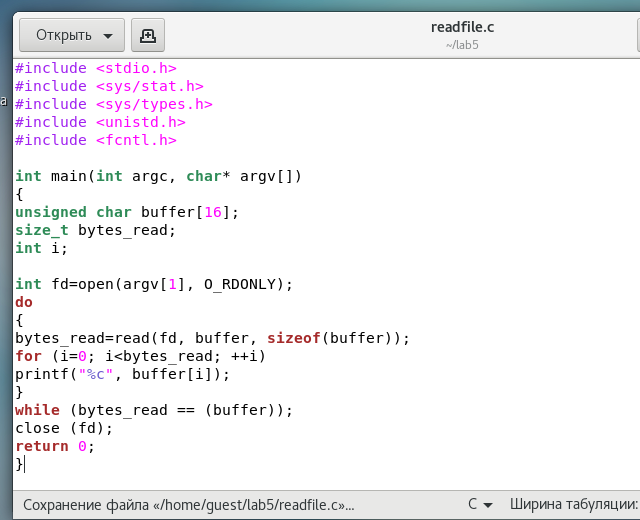 Открыть
readfile.c
~/lab5
а
#include <stdio.h>
#include <sys/stat.h>
#include <sys/types.h>
#include <unistd.h>
#include <fcntl.h>
int main(int argc, char* argv[])
{
unsigned char buffer[16];
size_t bytes_read;
int i;
int fd=open(argv[1], O_RDONLY);
do
{
bytes_read=read(fd, buffer, sizeof(buffer));
for (i=0; i<bytes_read; ++i)
printf("%c", buffer[i]);
}
while (bytes_read == (buffer));
close (fd);
return 0;
}
Сохранение файла «/home/guest/lab5/readfile.c»... C Ширина табуляции: